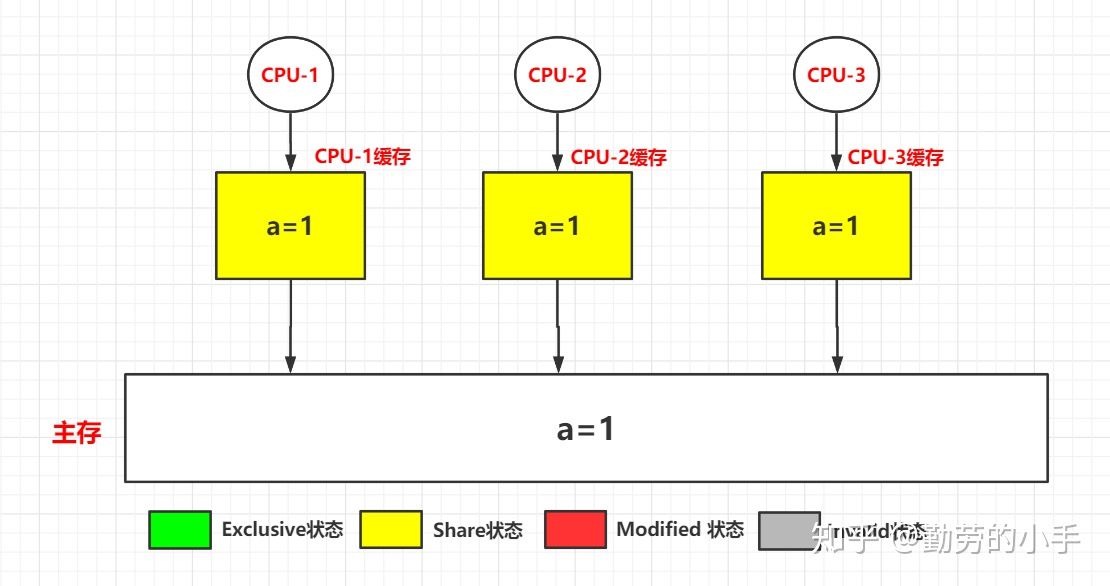 CPU-1
CPU-2
CPU-3
CPU-1缓存
CPU-2缓存
CPU-3缓存
a=1
a=1
a=1
主存
a=1
Exclusive状态
Share状态
Modified 状态
Invalid状态
知乎 @勤劳的小手